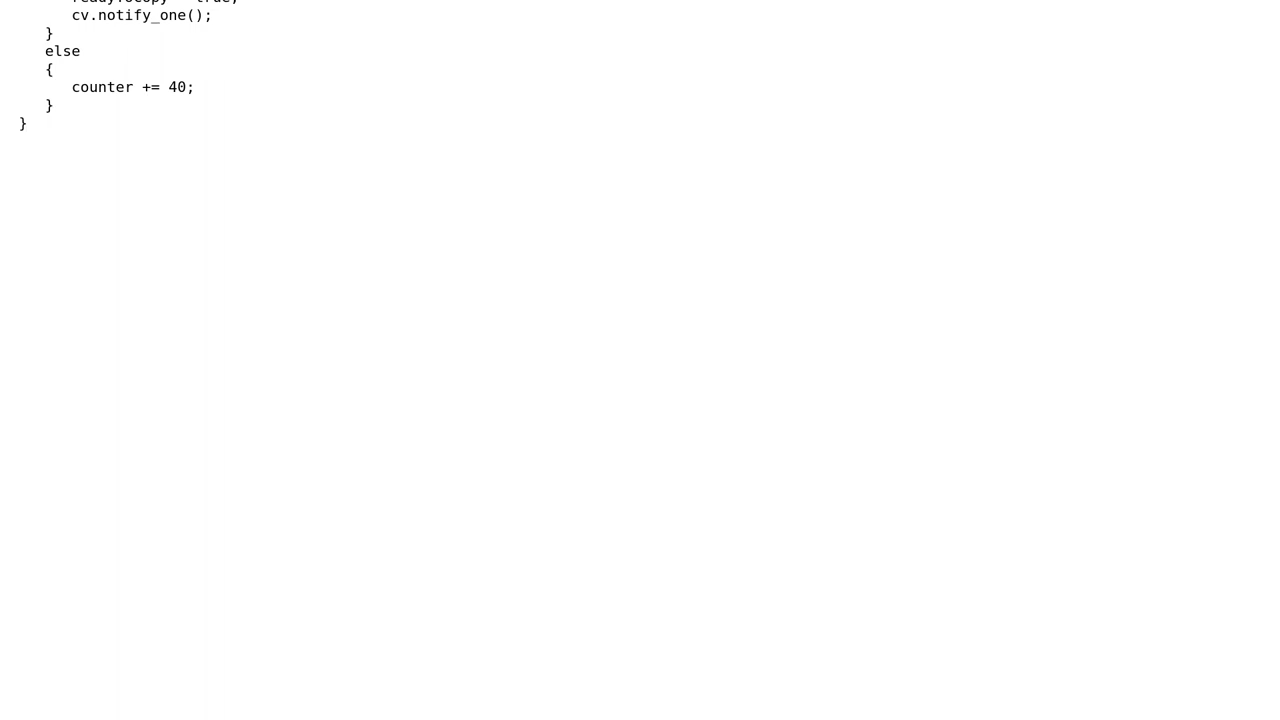 cv.notify_one();
}
else
{
counter += 40;
}
}